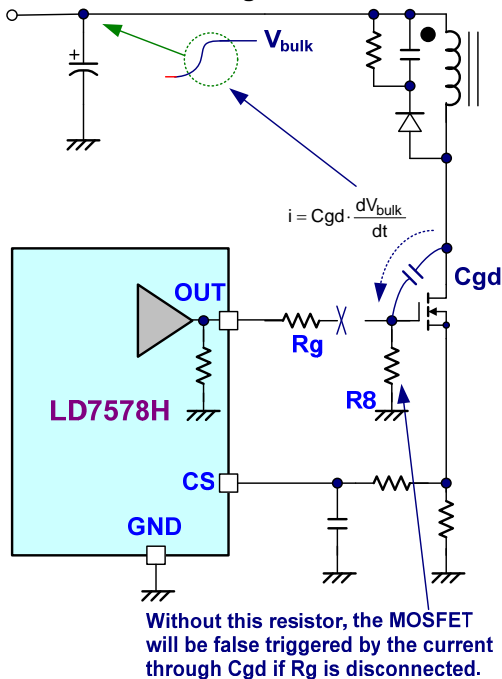 +
Vbulk
i = Cgd · dVbulk
dt
Cgd
OUT
Rg
R8
LD7578H
CS
GND
Without this resistor, the MOSFET
will be false triggered by the current
through Cgd if Rg is disconnected.